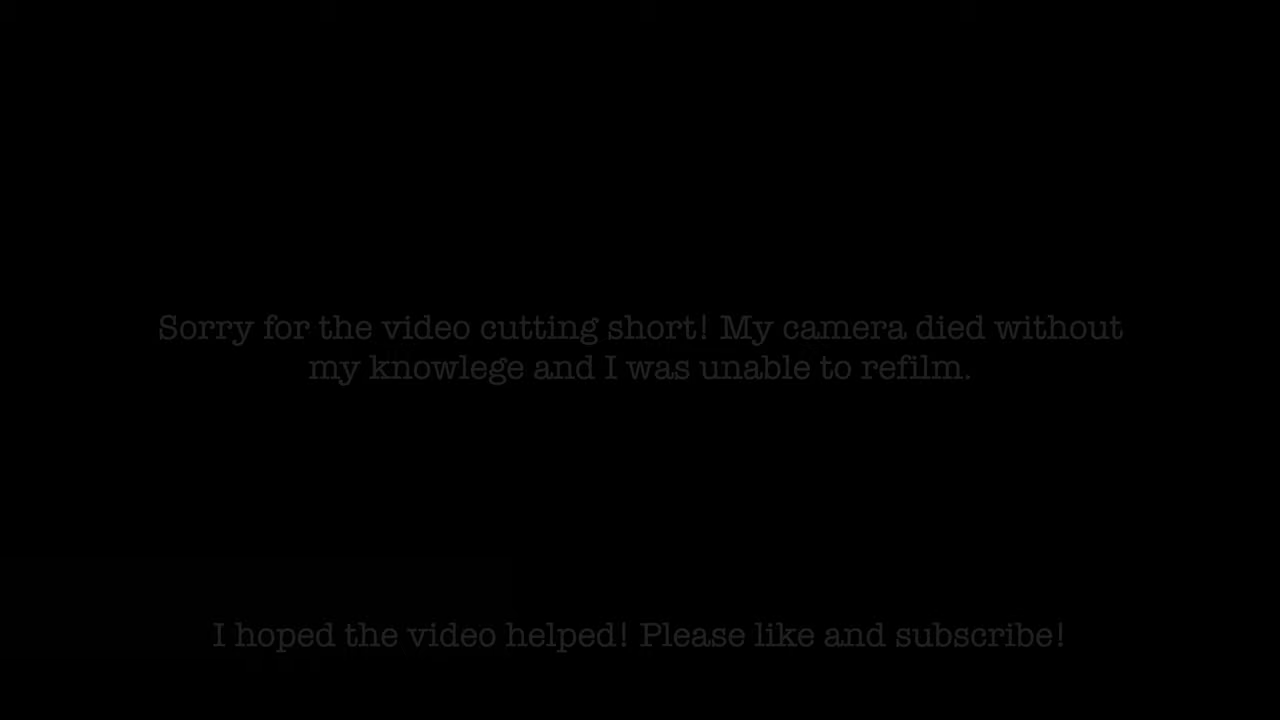 Sorry for the video cutting short! My camera died without
my knowlege and I was unable to refilm.
I hoped the video helped! Please like and subscribe!